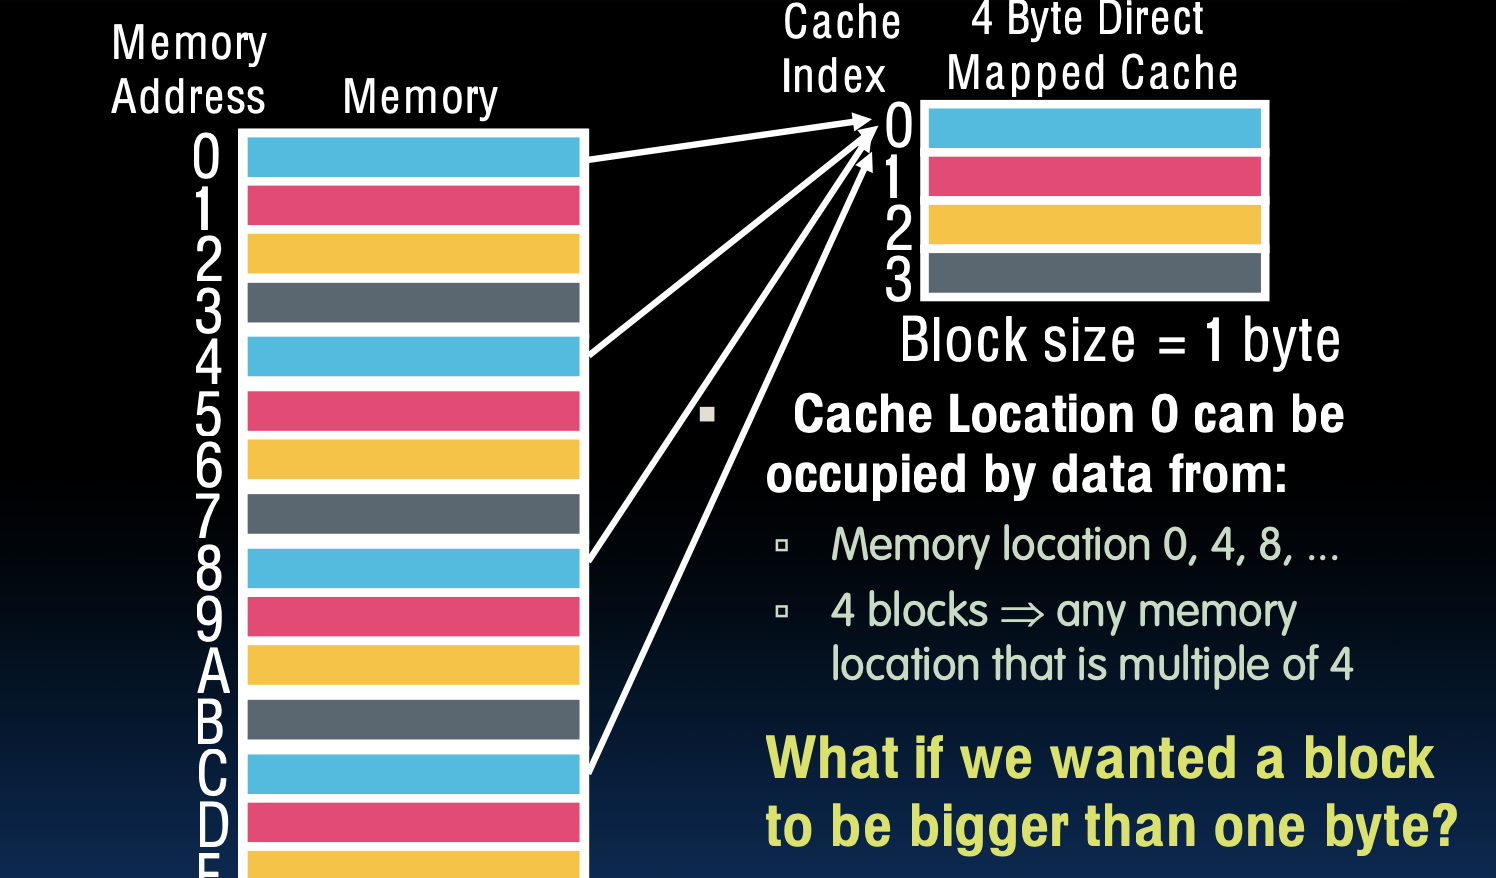 Memory
Address
Memory
0
1
2
3
4
5
6
7
8
9
A
B
C
D
Cache
Index
4 Byte Direct
Mapped Cache
0
1
2
3
Block size = 1 byte
Cache Location 0 can be
occupied by data from:
Memory location 0, 4, 8, ...
4 blocks ⇒ any memory
location that is multiple of 4
What if we wanted a block
to be bigger than one byte?